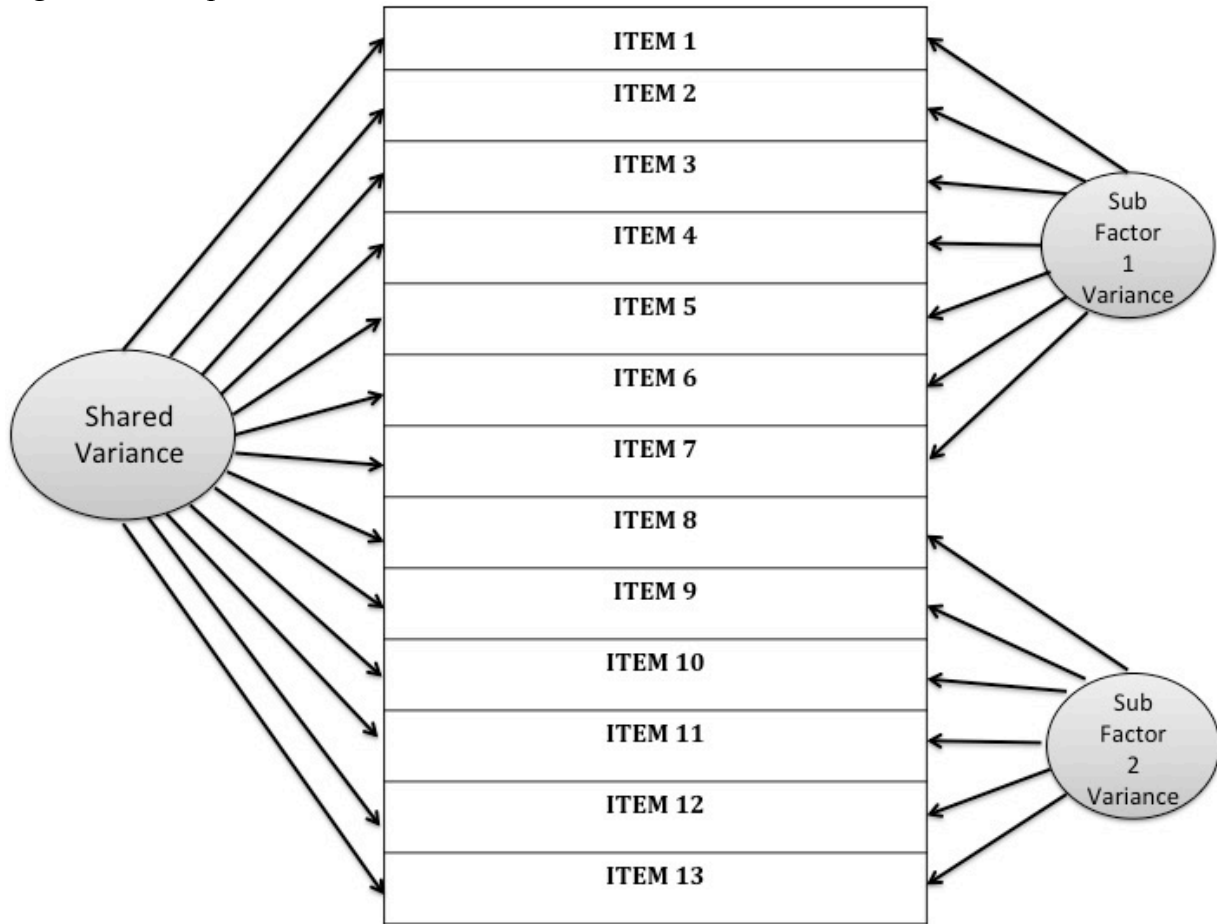 ITEM 1
ITEM 2
ITEM 3
ITEM 4
ITEM 5
ITEM 6
ITEM 7
ITEM 8
ITEM 9
ITEM 10
ITEM 11
ITEM 12
ITEM 13
Shared
Variance
Sub
Factor
1
Variance
Sub
Factor
2
Variance